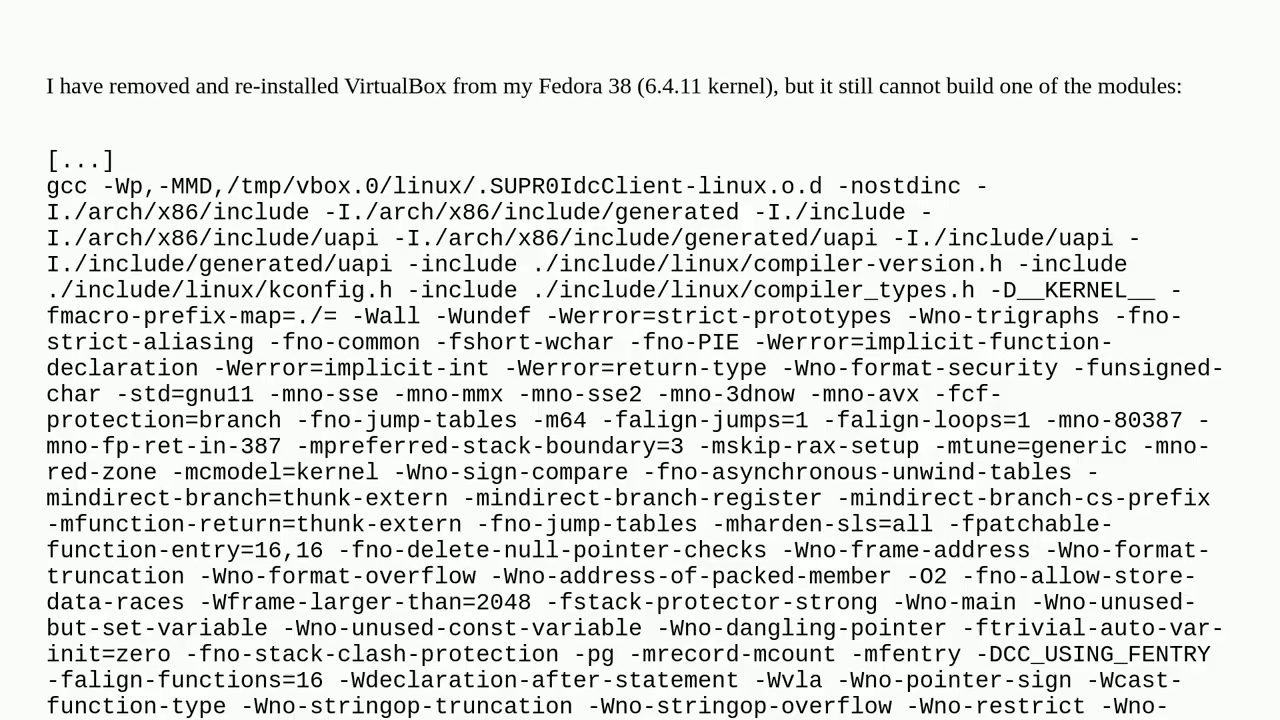 I have removed and re-installed VirtualBox from my Fedora 38 (6.4.11 kernel), but it still cannot build one of the modules:
[...]
gcc -Wp,-MMD,/tmp/vbox.0/linux/.SUPR0IdcClient-linux.o.d -nostdinc -
I./arch/x86/include -I./arch/x86/include/generated -I./include -
I./arch/x86/include/uapi -I./arch/x86/include/generated/uapi -I./include/uapi -
I./include/generated/uapi -include ./include/linux/compiler-version.h -include
./include/linux/kconfig.h -include ./include/linux/compiler_types.h -D__KERNEL__ -
fmacro-prefix-map=./= -Wall -Wundef -Werror=strict-prototypes -Wno-trigraphs -fno-
strict-aliasing -fno-common -fshort-wchar -fno-PIE -Werror=implicit-function-
declaration -Werror=implicit-int -Werror=return-type -Wno-format-security -funsigned-
char -std=gnu11 -mno-sse -mno-mmx -mno-sse2 -mno-3dnow -mno-avx -fcf-
protection=branch -fno-jump-tables -m64 -falign-jumps=1 -falign-loops=1 -mno-80387 -
mno-fp-ret-in-387 -mpreferred-stack-boundary=3 -mskip-rax-setup -mtune=generic -mno-
red-zone -mcmodel=kernel -Wno-sign-compare -fno-asynchronous-unwind-tables -
mindirect-branch=thunk-extern -mindirect-branch-register -mindirect-branch-cs-prefix
-mfunction-return=thunk-extern -fno-jump-tables -mharden-sls=all -fpatchable-
function-entry=16,16 -fno-delete-null-pointer-checks -Wno-frame-address -Wno-format-
truncation -Wno-format-overflow -Wno-address-of-packed-member -O2 -fno-allow-store-
data-races -Wframe-larger-than=2048 -fstack-protector-strong -Wno-main -Wno-unused-
but-set-variable -Wno-unused-const-variable -Wno-dangling-pointer -ftrivial-auto-var-
init=zero -fno-stack-clash-protection -pg -mrecord-mcount -mfentry -DCC_USING_FENTRY
-falign-functions=16 -Wdeclaration-after-statement -Wvla -Wno-pointer-sign -Wcast-
function-type -Wno-stringop-truncation -Wno-stringop-overflow -Wno-restrict -Wno-